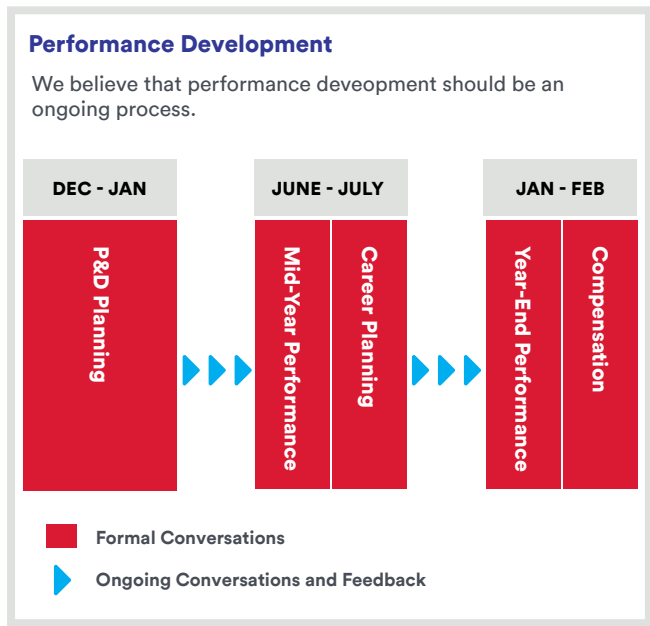 Performance Development
We believe that performance deveopment should be an
ongoing process.
DEC - JAN
JUNE - JULY
JAN - FEB
P&D Planning
Mid-Year Performance
Career Planning
Year-End Performance
Compensation
Formal Conversations
Ongoing Conversations and Feedback